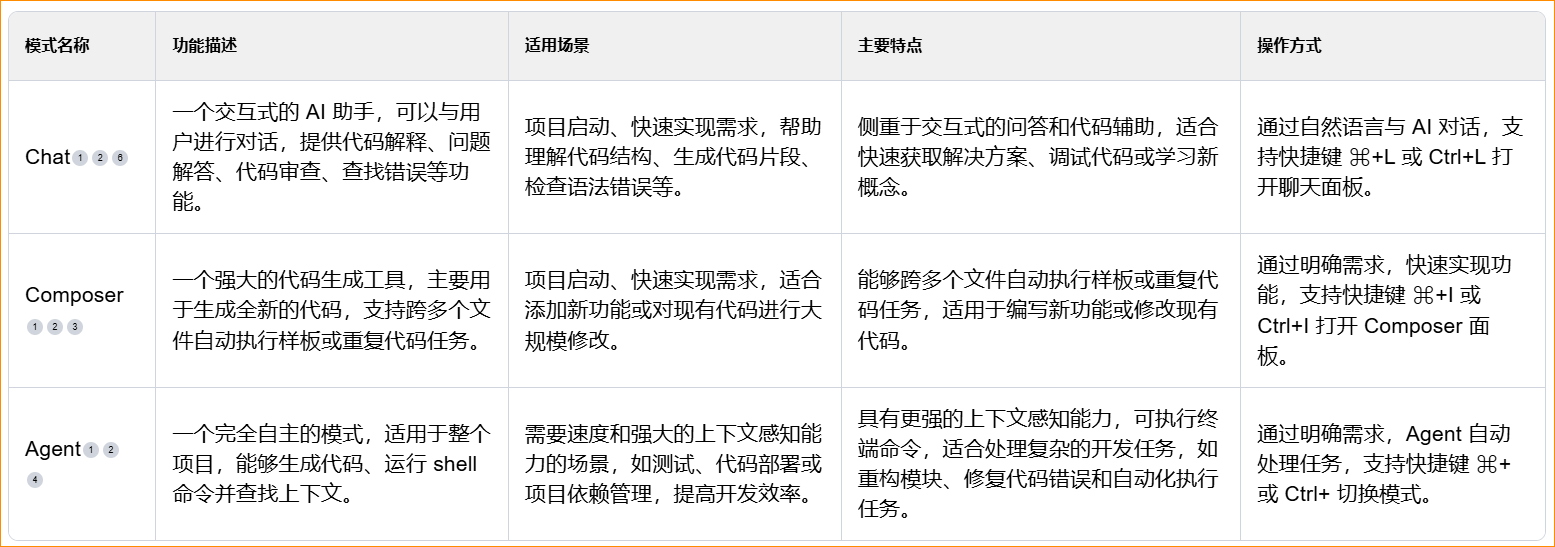 模式名称
功能描述
适用场景
主要特点
操作方式
Chat 1 2 6
一个交互式的 AI 助手，可以与用
户进行对话，提供代码解释、问题
解答、代码审查、查找错误等功
能。
项目启动、快速实现需求，帮助
理解代码结构、生成代码片段、
检查语法错误等。
侧重于交互式的问答和代码辅助，适合
快速获取解决方案、调试代码或学习新
概念。
通过自然语言与 AI 对话，支
持快捷键 ⌘+L 或 Ctrl+L 打
开聊天面板。
Composer
1 2 3
一个强大的代码生成工具，主要用
于生成全新的代码，支持跨多个文
件自动执行样板或重复代码任务。
项目启动、快速实现需求，适合
添加新功能或对现有代码进行大
规模修改。
能够跨多个文件自动执行样板或重复代
码任务，适用于编写新功能或修改现有
代码。
通过明确需求，快速实现功
能，支持快捷键 ⌘+I 或
Ctrl+I 打开 Composer 面
板。
Agent 1 2
4
一个完全自主的模式，适用于整个
项目，能够生成代码、运行 shell
命令并查找上下文。
需要速度和强大的上下文感知能
力的场景，如测试、代码部署或
项目依赖管理，提高开发效率。
具有更强的上下文感知能力，可执行终
端命令，适合处理复杂的开发任务，如
重构模块、修复代码错误和自动化执行
任务。
通过明确需求，Agent 自动
处理任务，支持快捷键 ⌘+
或 Ctrl+ 切换模式。